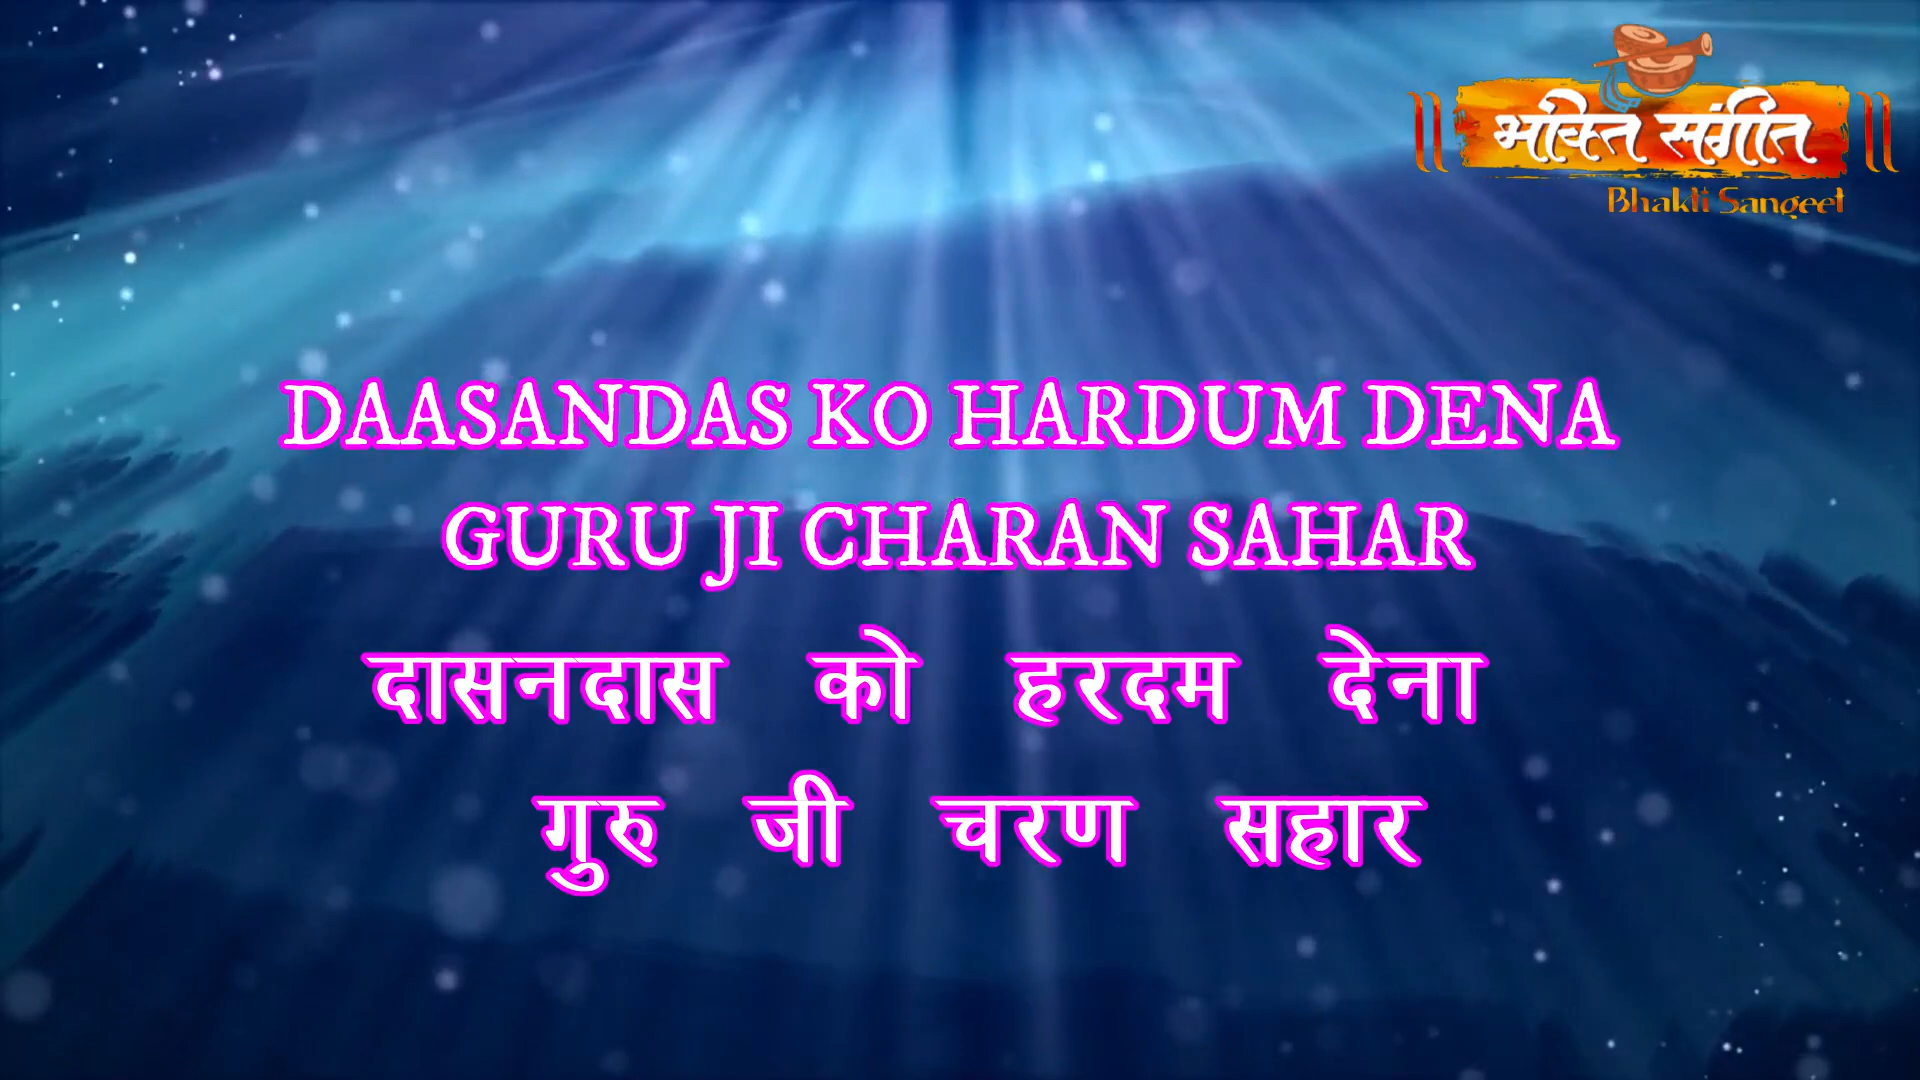 भक्ति संगीत
Bhakti Sangeet
DAASANDAS KO HARDUM DENA
GURU JI CHARAN SAHAR
दासनदास को हरदम देना
गुरु जी चरण सहार